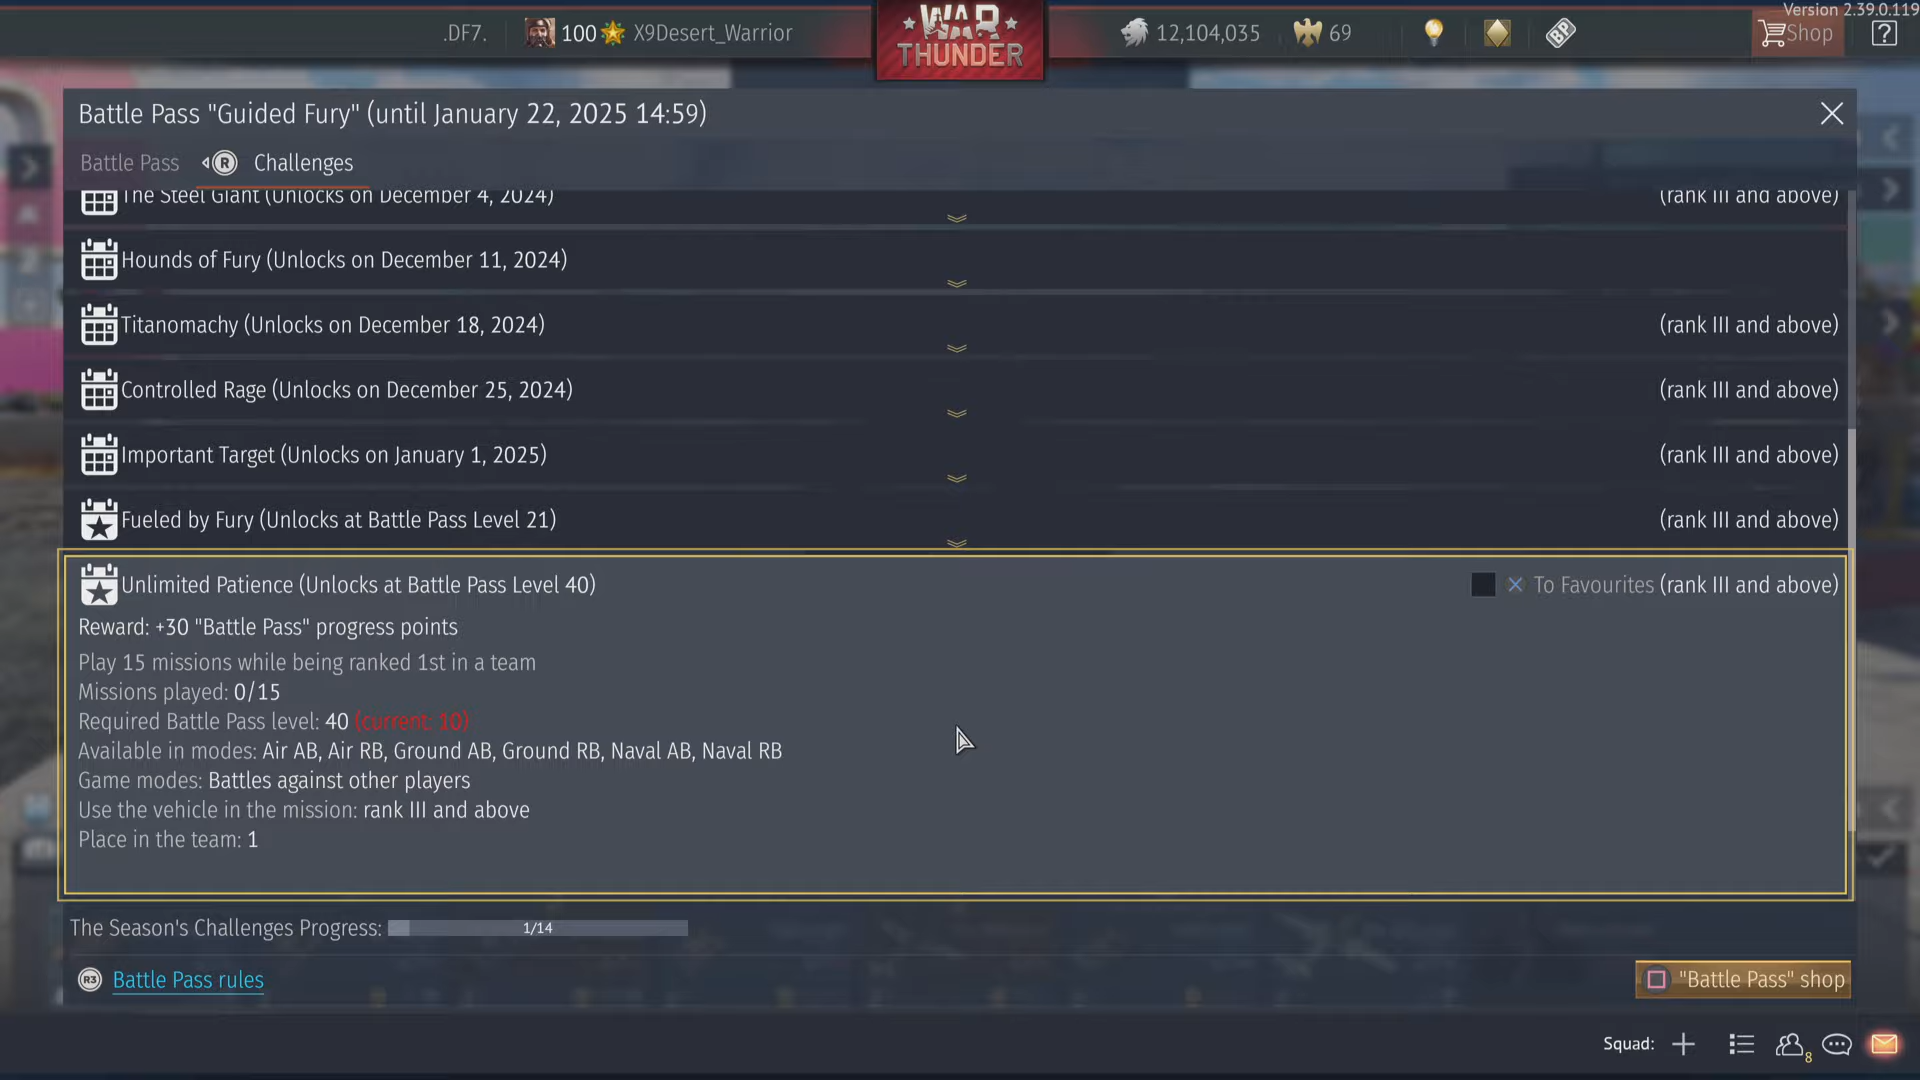 Version 2.39.0.119
.DF7. 100 X9Desert_Warrior
WAR THUNDER
12,104,035 69
BP
Shop ?
Battle Pass "Guided Fury" (until January 22, 2025 14:59)
Battle Pass R Challenges
The Steel Giant (Unlocks on December 4, 2024) (rank III and above)
Hounds of Fury (Unlocks on December 11, 2024)
Titanomachy (Unlocks on December 18, 2024) (rank III and above)
Controlled Rage (Unlocks on December 25, 2024) (rank III and above)
Important Target (Unlocks on January 1, 2025) (rank III and above)
Fueled by Fury (Unlocks at Battle Pass Level 21) (rank III and above)
Unlimited Patience (Unlocks at Battle Pass Level 40) To Favourites (rank III and above)
Reward: +30 "Battle Pass" progress points
Play 15 missions while being ranked 1st in a team
Missions played: 0/15
Required Battle Pass level: 40 (current: 10)
Available in modes: Air AB, Air RB, Ground AB, Ground RB, Naval AB, Naval RB
Game modes: Battles against other players
Use the vehicle in the mission: rank III and above
Place in the team: 1
The Season's Challenges Progress: 1/14
R3 Battle Pass rules
"Battle Pass" shop
Squad: 8